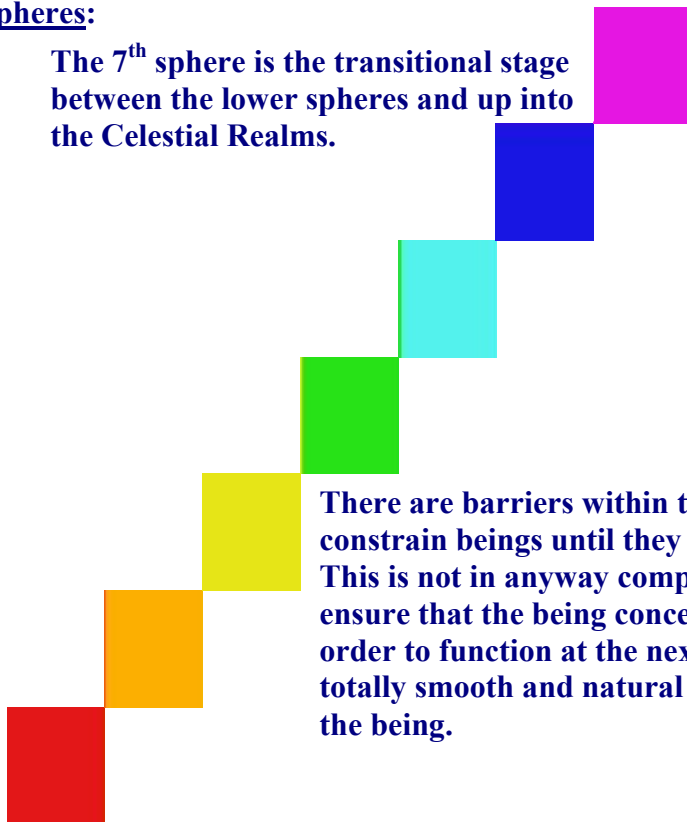 pheres:
The 7th sphere is the transitional stage
between the lower spheres and up into
the Celestial Realms.
There are barriers within t
constrain beings until they
This is not in anyway comp
ensure that the being conce
order to function at the nex
totally smooth and natural
the being.